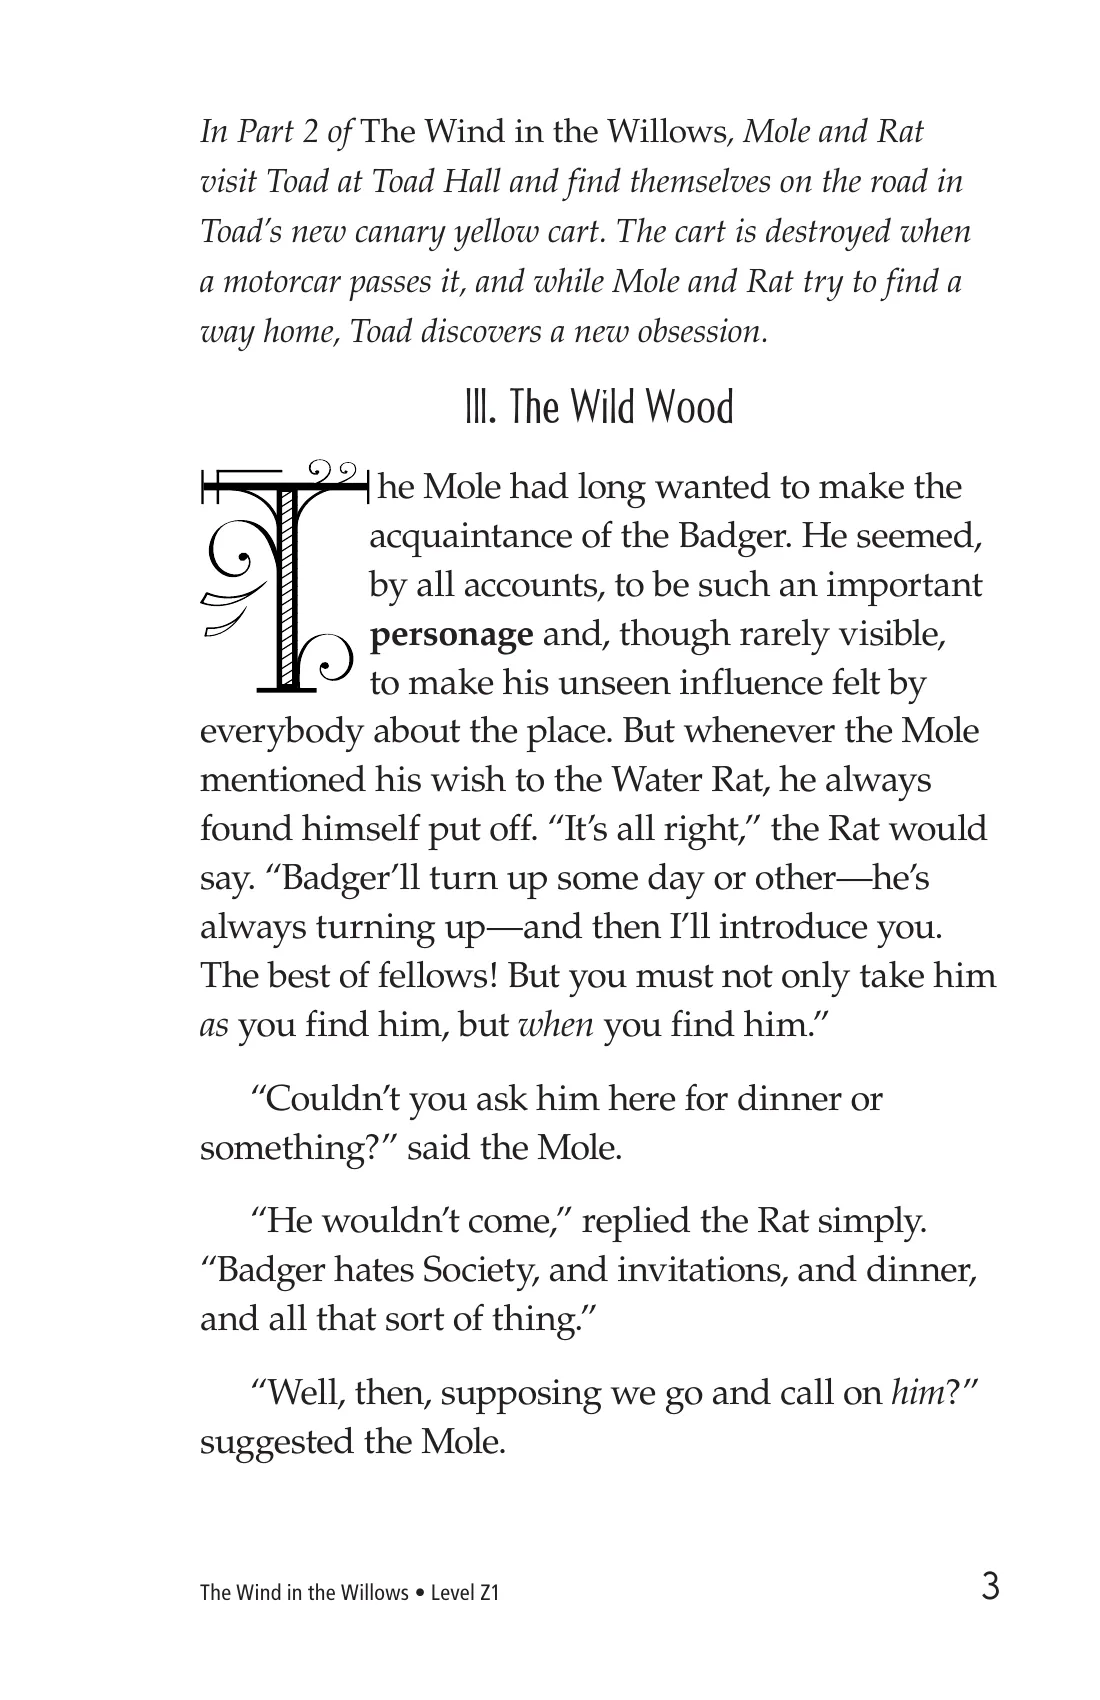 In Part 2 of The Wind in the Willows, Mole and Rat
visit Toad at Toad Hall and find themselves on the road in
Toad’s new canary yellow cart. The cart is destroyed when
a motorcar passes it, and while Mole and Rat try to find a
way home, Toad discovers a new obsession.
III. The Wild Wood
The Mole had long wanted to make the
acquaintance of the Badger. He seemed,
by all accounts, to be such an important
personage and, though rarely visible,
to make his unseen influence felt by
everybody about the place. But whenever the Mole
mentioned his wish to the Water Rat, he always
found himself put off. “It’s all right,” the Rat would
say. “Badger’ll turn up some day or other—he’s
always turning up—and then I’ll introduce you.
The best of fellows! But you must not only take him
as you find him, but when you find him.”
“Couldn’t you ask him here for dinner or
something?” said the Mole.
“He wouldn’t come,” replied the Rat simply.
“Badger hates Society, and invitations, and dinner,
and all that sort of thing.”
“Well, then, supposing we go and call on him?”
suggested the Mole.
The Wind in the Willows • Level Z1
3